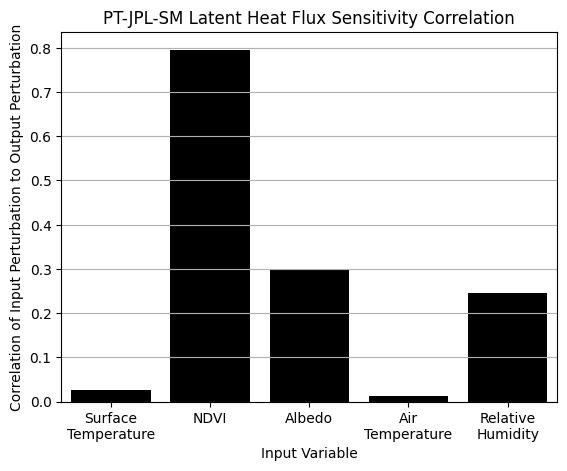 PT-JPL-SM Latent Heat Flux Sensitivity Correlation
Correlation of Input Perturbation to Output Perturbation
0.8
0.7
0.6
0.5
0.4
0.3
0.2
0.1
0.0
Surface
Temperature
NDVI
Albedo
Air
Temperature
Relative
Humidity
Input Variable